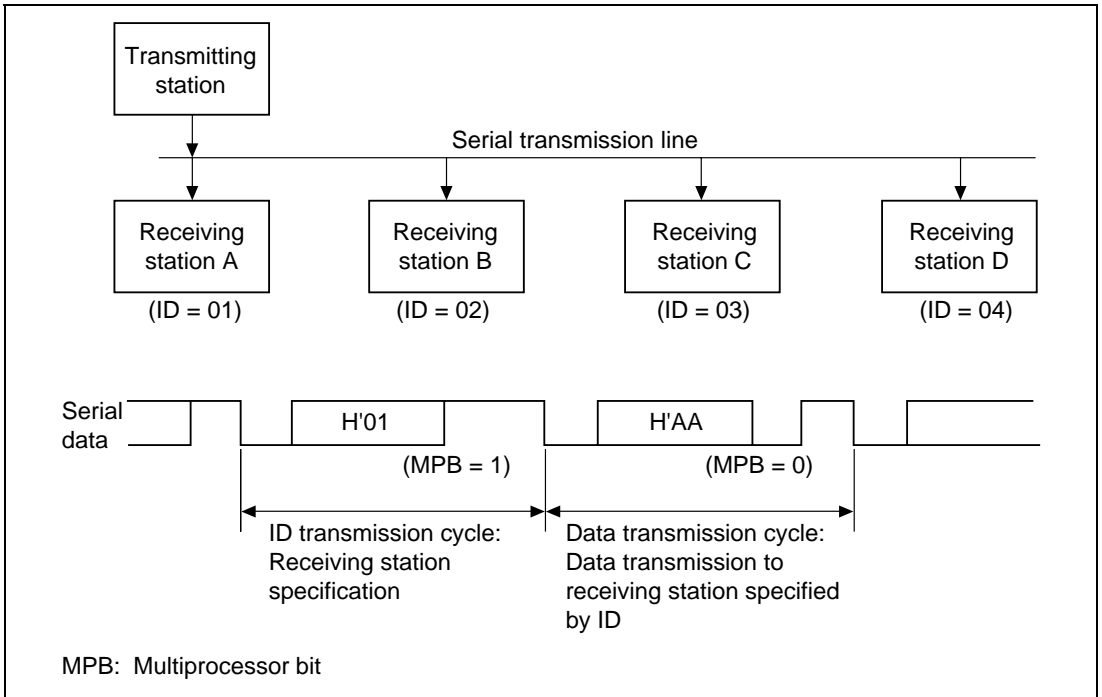 Transmitting
station
Serial transmission line
Receiving
station A
(ID = 01)
Receiving
station B
(ID = 02)
Receiving
station C
(ID = 03)
Receiving
station D
(ID = 04)
Serial
data
H'01
(MPB = 1)
H'AA
(MPB = 0)
ID transmission cycle:
Receiving station
specification
Data transmission cycle:
Data transmission to
receiving station specified
by ID
MPB: Multiprocessor bit